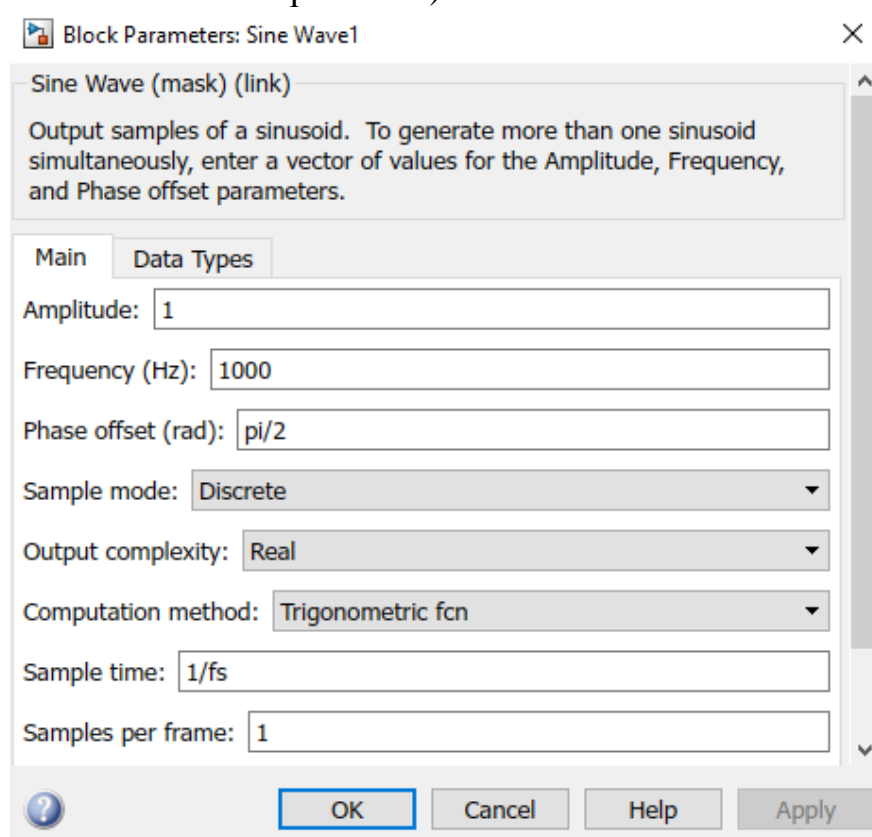 Block Parameters: Sine Wave1
Sine Wave (mask) (link)
Output samples of a sinusoid. To generate more than one sinusoid
simultaneously, enter a vector of values for the Amplitude, Frequency,
and Phase offset parameters.
Main Data Types
Amplitude: 1
Frequency (Hz): 1000
Phase offset (rad): pi/2
Sample mode: Discrete
Output complexity: Real
Computation method: Trigonometric fcn
Sample time: 1/fs
Samples per frame: 1
OK Cancel Help Apply